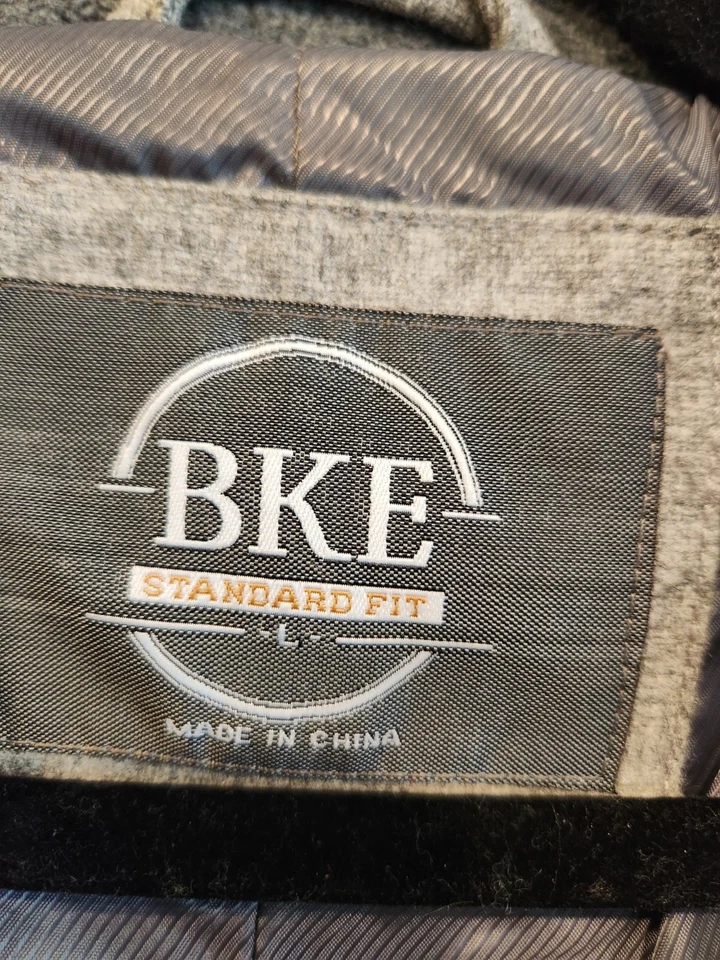 BKE
STANDARD FIT
- L -
MADE IN CHINA